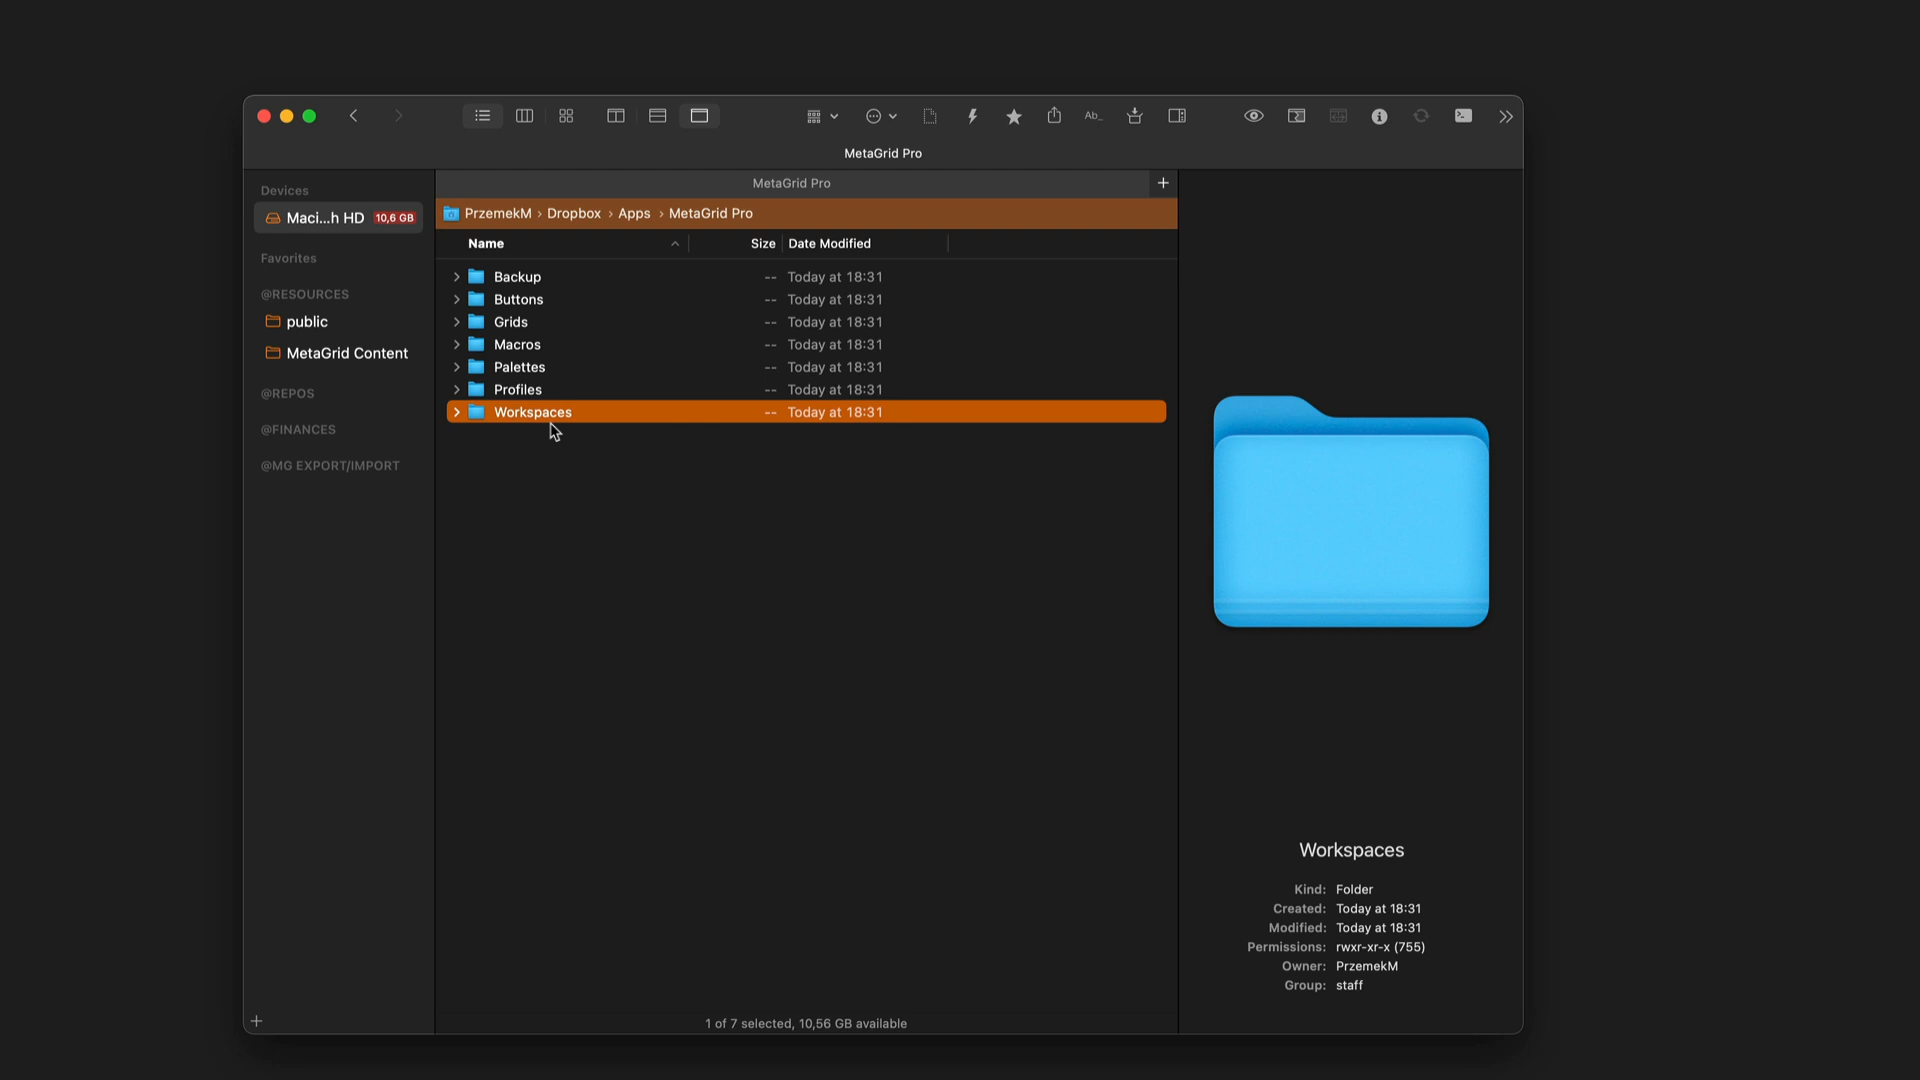 Ab_
MetaGrid Pro
Devices
Maci...h HD 10,6 GB
Favorites
@RESOURCES
public
MetaGrid Content
@REPOS
@FINANCES
@MG EXPORT/IMPORT
MetaGrid Pro
PrzemekM › Dropbox › Apps › MetaGrid Pro
Name Size Date Modified
Backup -- Today at 18:31
Buttons -- Today at 18:31
Grids -- Today at 18:31
Macros -- Today at 18:31
Palettes -- Today at 18:31
Profiles -- Today at 18:31
Workspaces -- Today at 18:31
1 of 7 selected, 10,56 GB available
Workspaces
Kind: Folder
Created: Today at 18:31
Modified: Today at 18:31
Permissions: rwxr-xr-x (755)
Owner: PrzemekM
Group: staff